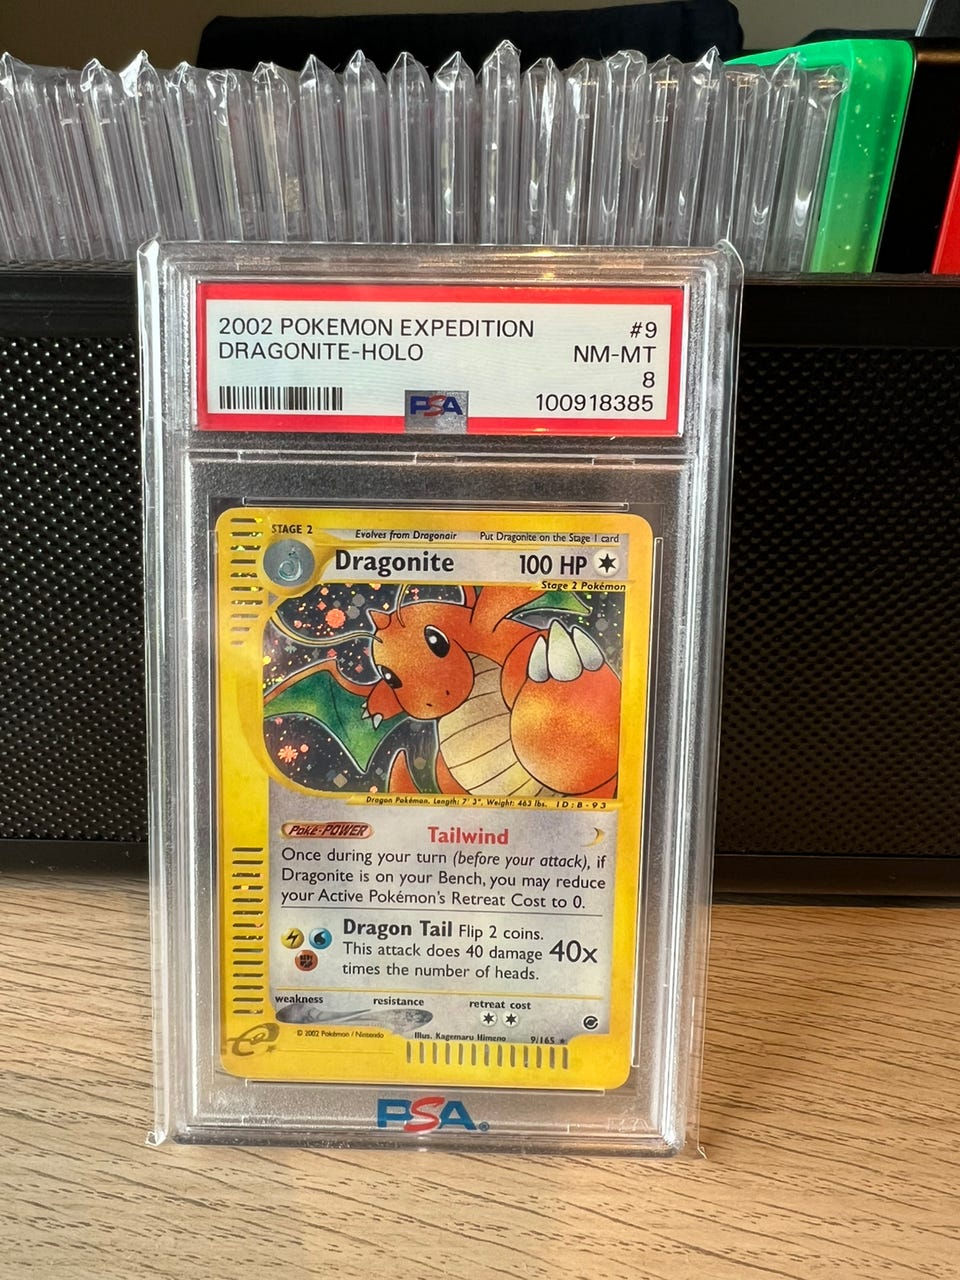 2002 POKEMON EXPEDITION #9
DRAGONITE-HOLO NM-MT
8
PSA 100918385
STAGE 2 Evolves from Dragonair Put Dragonite on the Stage 1 card
Dragonite 100 HP
Stage 2 Pokémon
Dragon Pokémon. Length: 7' 3", Weight: 463 lbs. ID:B-93
Poké-POWER Tailwind
Once during your turn (before your attack), if
Dragonite is on your Bench, you may reduce
your Active Pokémon's Retreat Cost to 0.
Dragon Tail Flip 2 coins.
This attack does 40 damage 40x
times the number of heads.
weakness resistance retreat cost
© 2002 Pokémon / Nintendo Illus. Kagemaru Himeno 9/165 ★
e
PSA®